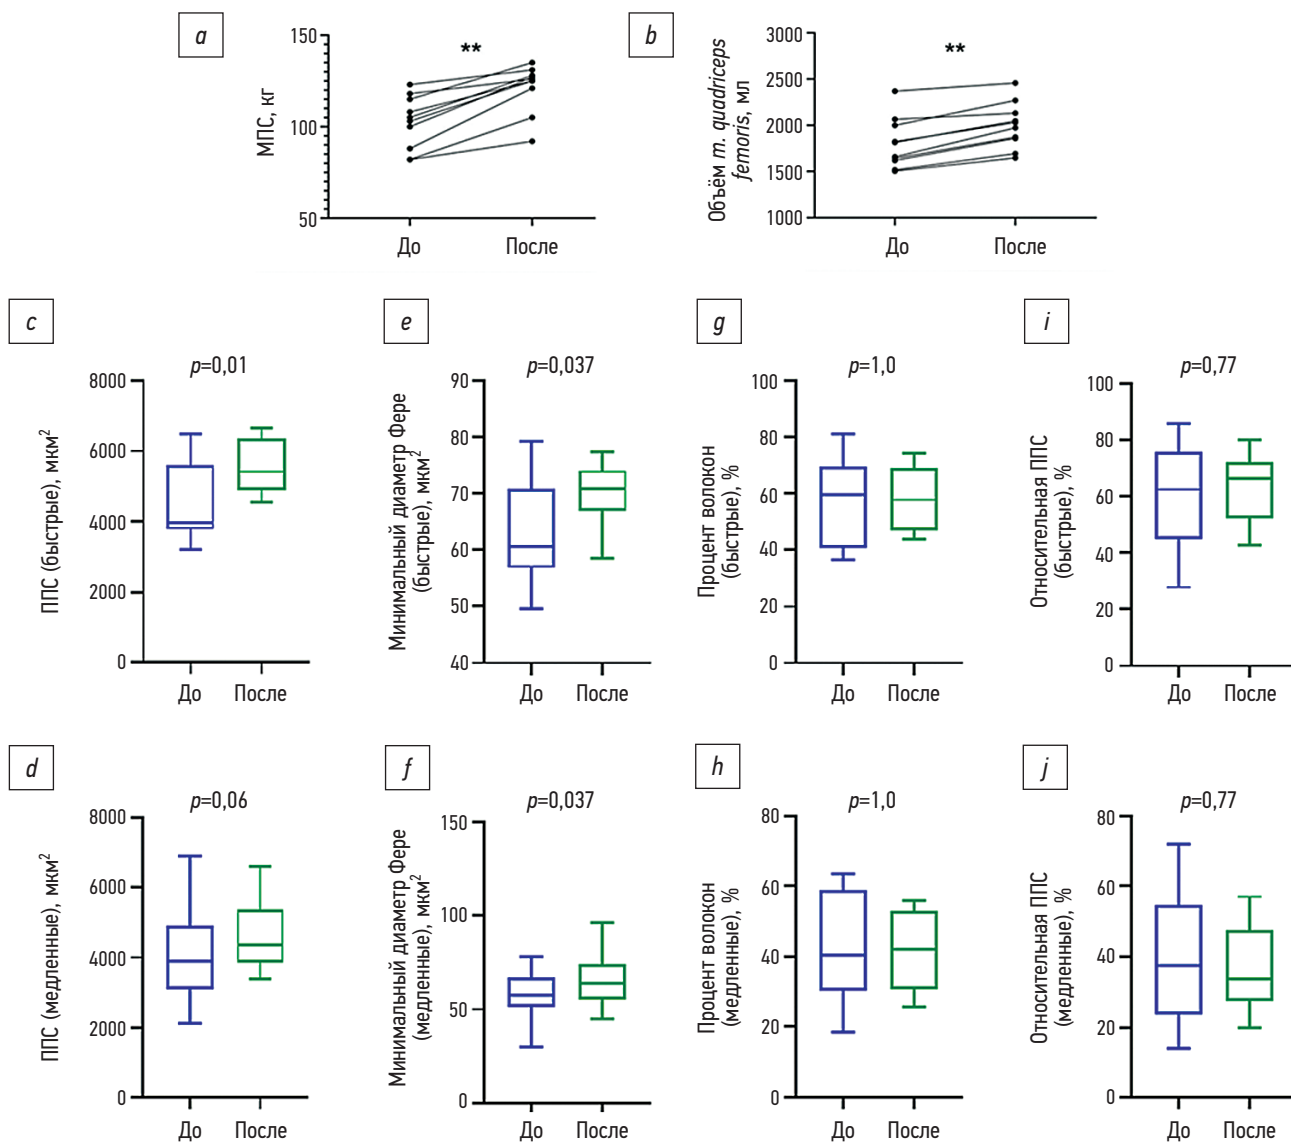 a
МПС, кг
150
100
50
**
До
После
b
Объём m. quadriceps
femoris, мл
3000
2500
2000
1500
1000
**
До
После
c
p=0,01
ППС (быстрые), мкм²
8000
6000
4000
2000
0
До
После
e
p=0,037
Минимальный диаметр Фере
(быстрые), мкм²
90
80
70
60
50
40
До
После
g
p=1,0
Процент волокон
(быстрые), %
100
80
60
40
20
0
До
После
i
p=0,77
Относительная ППС
(быстрые), %
100
80
60
40
20
0
До
После
d
p=0,06
ППС (медленные), мкм²
8000
6000
4000
2000
0
До
После
f
p=0,037
Минимальный диаметр Фере
(медленные), мкм²
150
100
50
0
До
После
h
p=1,0
Процент волокон
(медленные), %
80
60
40
20
0
До
После
j
p=0,77
Относительная ППС
(медленные), %
80
60
40
20
0
До
После